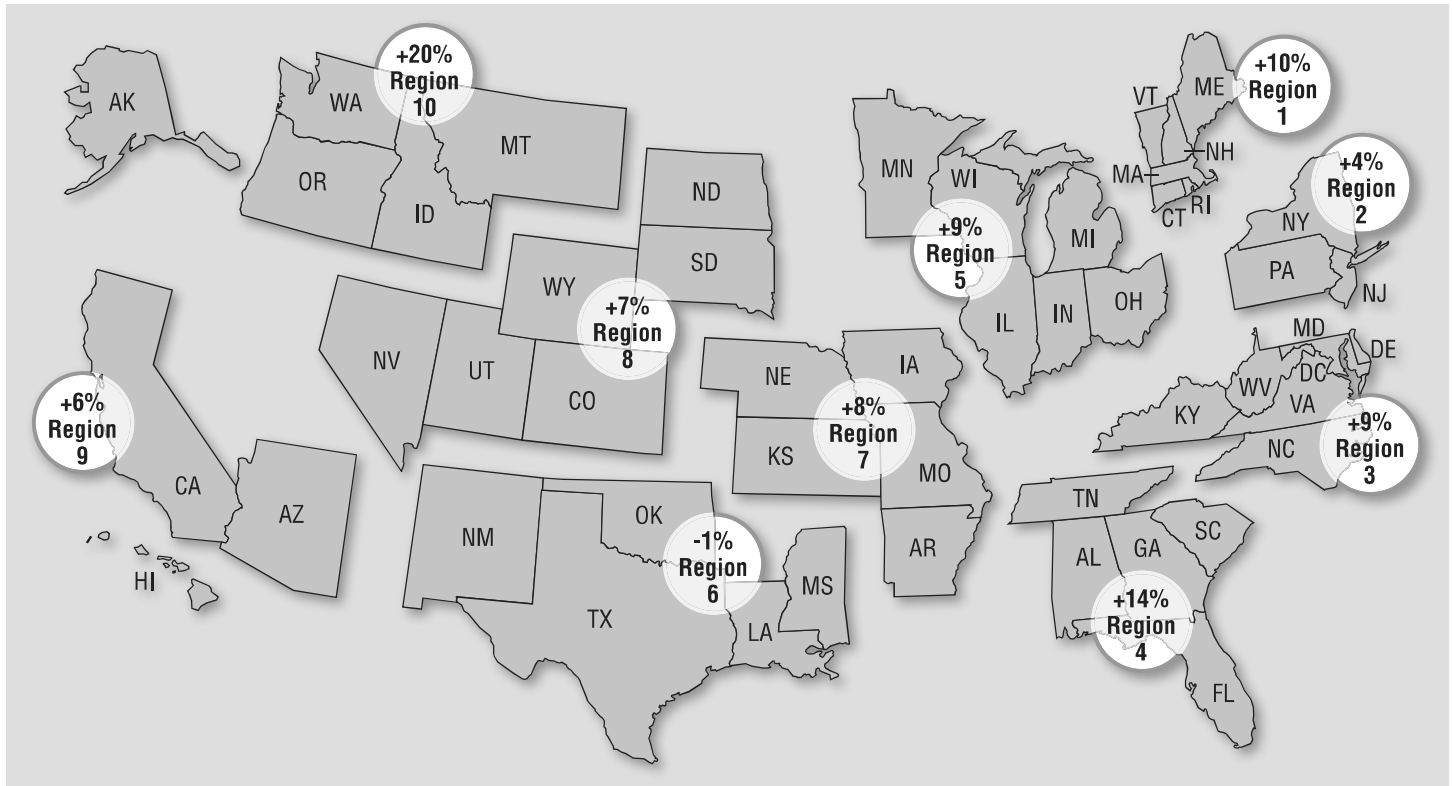 +20%
Region
10
AK
WA
MT
OR
ID
ND
SD
WY
+7%
Region
8
NV
UT
CO
+6%
Region
9
CA
AZ
HI
NM
OK
TX
-1%
Region
6
LA
MS
NE
IA
KS
MO
+8%
Region
7
AR
MN
WI
MI
+9%
Region
5
IL
IN
OH
+10%
Region
1
ME
VT
NH
MA
CT
RI
+4%
Region
2
NY
PA
NJ
MD
DE
DC
WV
VA
KY
NC
+9%
Region
3
TN
SC
AL
GA
+14%
Region
4
FL